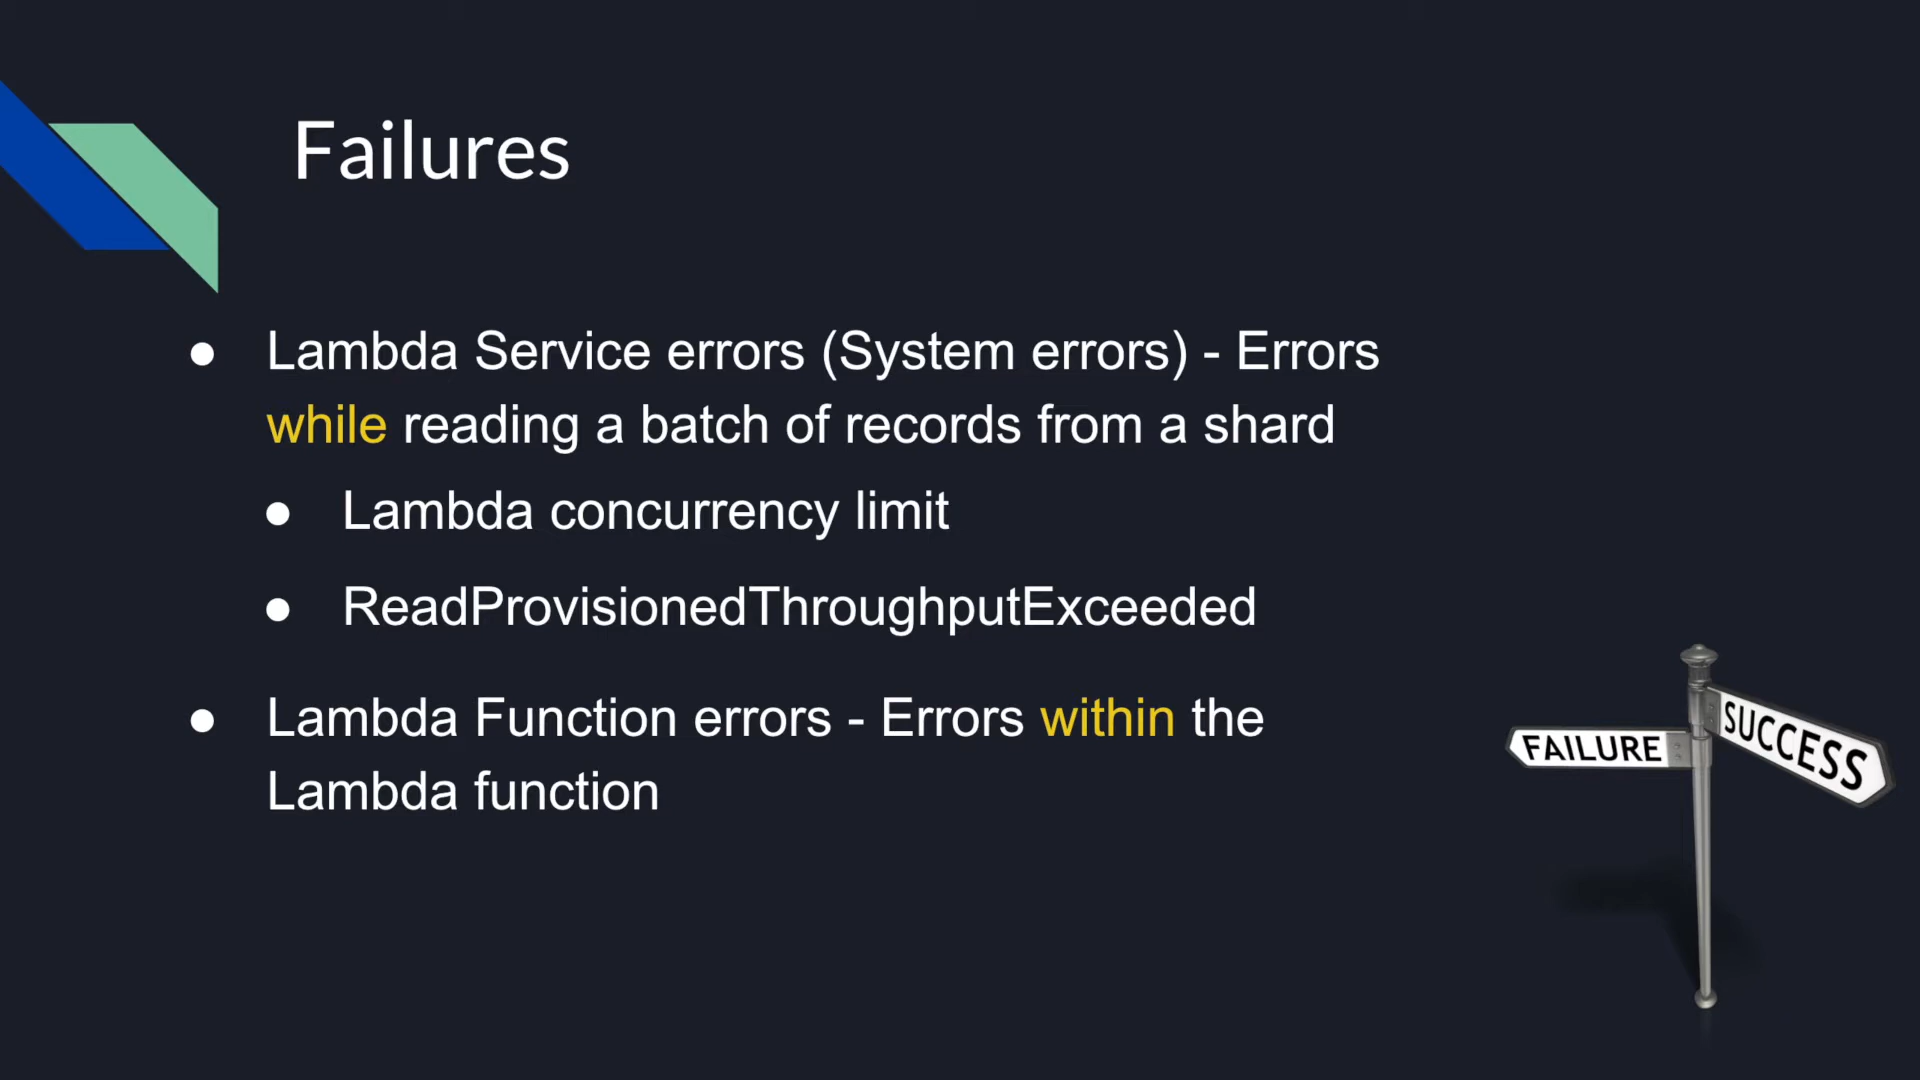 Failures
● Lambda Service errors (System errors) - Errors
while reading a batch of records from a shard
● Lambda concurrency limit
● ReadProvisionedThroughputExceeded
● Lambda Function errors - Errors within the
Lambda function
FAILURE
SUCCESS